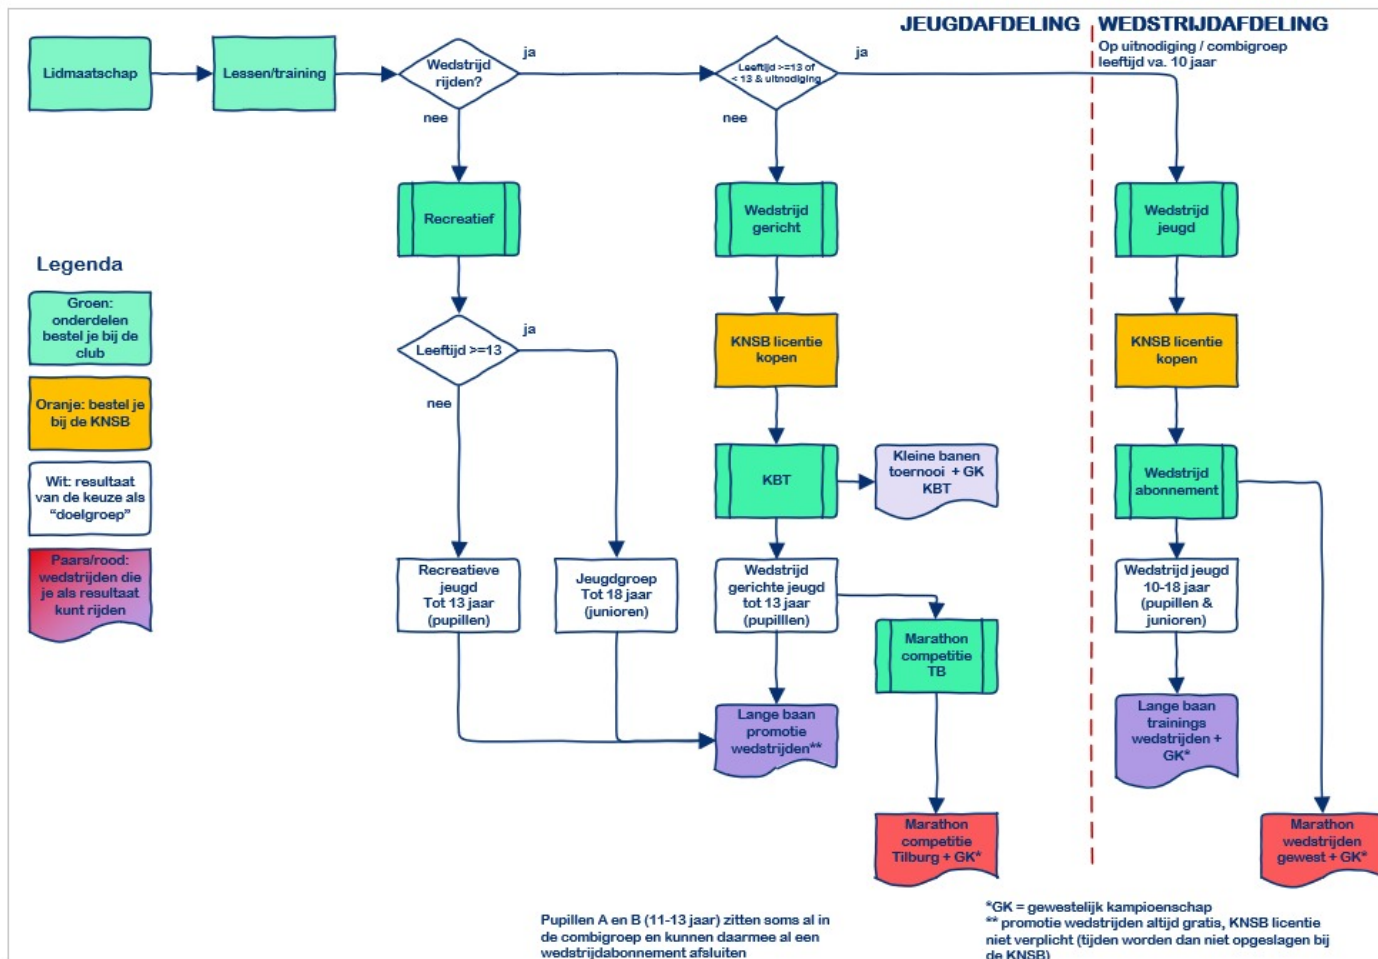 JEUGDAFDELING
WEDSTRIJDAFDELING
Op uitnodiging / combigroep
leeftijd va. 10 jaar
Lidmaatschap
Lessen/training
Wedstrijd
rijden?
ja
nee
Leeftijd >=13 of
< 13 & uitnodiging
ja
nee
Recreatief
Wedstrijd
gericht
Wedstrijd
jeugd
Legenda
Groen:
onderdelen
bestel je bij de
club
Oranje: bestel je
bij de KNSB
Wit: resultaat
van de keuze als
“doelgroep”
Paars/rood:
wedstrijden die
je als resultaat
kunt rijden
Leeftijd >=13
ja
nee
KNSB licentie
kopen
KNSB licentie
kopen
KBT
Kleine banen
toernooi + GK
KBT
Wedstrijd
abonnement
Recreatieve
jeugd
Tot 13 jaar
(pupillen)
Jeugdgroep
Tot 18 jaar
(junioren)
Wedstrijd
gerichte jeugd
tot 13 jaar
(pupilllen)
Wedstrijd jeugd
10-18 jaar
(pupillen &
junioren)
Marathon
competitie
TB
Lange baan
promotie
wedstrijden**
Lange baan
trainings
wedstrijden +
GK*
Marathon
competitie
Tilburg + GK*
Marathon
wedstrijden
gewest + GK*
Pupillen A en B (11-13 jaar) zitten soms al in
de combigroep en kunnen daarmee al een
wedstrijdabonnement afsluiten
*GK = gewestelijk kampioenschap
** promotie wedstrijden altijd gratis, KNSB licentie
niet verplicht (tijden worden dan niet opgeslagen bij
de KNSB)